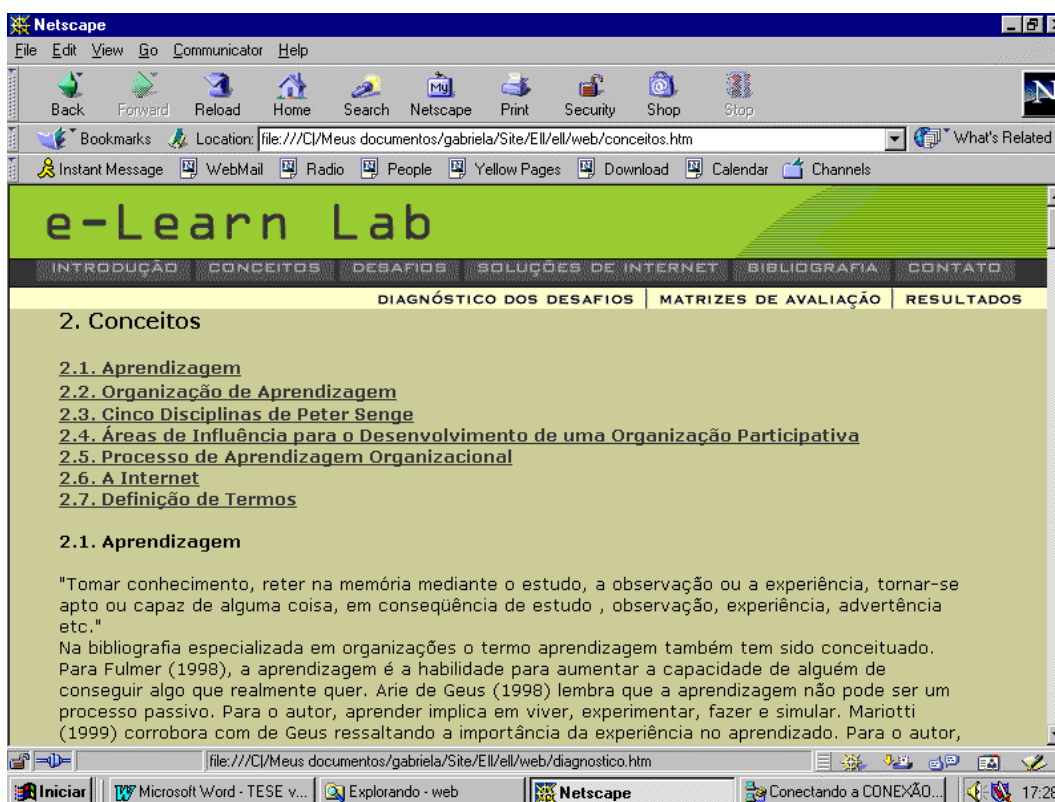 Netscape
File Edit View Go Communicator Help
My
Back Forward Reload Home Search Netscape Print Security Shop Stop
N
Bookmarks Location: file:///C|/Meus documentos/gabriela/Site/Ell/ell/web/conceitos.htm What's Related
Instant Message WebMail Radio People Yellow Pages Download Calendar Channels
e-Learn Lab
INTRODUÇÃO CONCEITOS DESAFIOS SOLUÇÕES DE INTERNET BIBLIOGRAFIA CONTATO
DIAGNÓSTICO DOS DESAFIOS | MATRIZES DE AVALIAÇÃO | RESULTADOS
2. Conceitos
2.1. Aprendizagem
2.2. Organização de Aprendizagem
2.3. Cinco Disciplinas de Peter Senge
2.4. Áreas de Influência para o Desenvolvimento de uma Organização Participativa
2.5. Processo de Aprendizagem Organizacional
2.6. A Internet
2.7. Definição de Termos
2.1. Aprendizagem
"Tomar conhecimento, reter na memória mediante o estudo, a observação ou a experiência, tornar-se
apto ou capaz de alguma coisa, em conseqüência de estudo , observação, experiência, advertência
etc."
Na bibliografia especializada em organizações o termo aprendizagem também tem sido conceituado.
Para Fulmer (1998), a aprendizagem é a habilidade para aumentar a capacidade de alguém de
conseguir algo que realmente quer. Arie de Geus (1998) lembra que a aprendizagem não pode ser um
processo passivo. Para o autor, aprender implica em viver, experimentar, fazer e simular. Mariotti
(1999) corrobora com de Geus ressaltando a importância da experiência no aprendizado. Para o autor,
file:///C|/Meus documentos/gabriela/Site/Ell/ell/web/diagnostico.htm
Iniciar Microsoft Word - TESE v... Explorando - web Netscape Conectando a CONEXÃO... 17:28